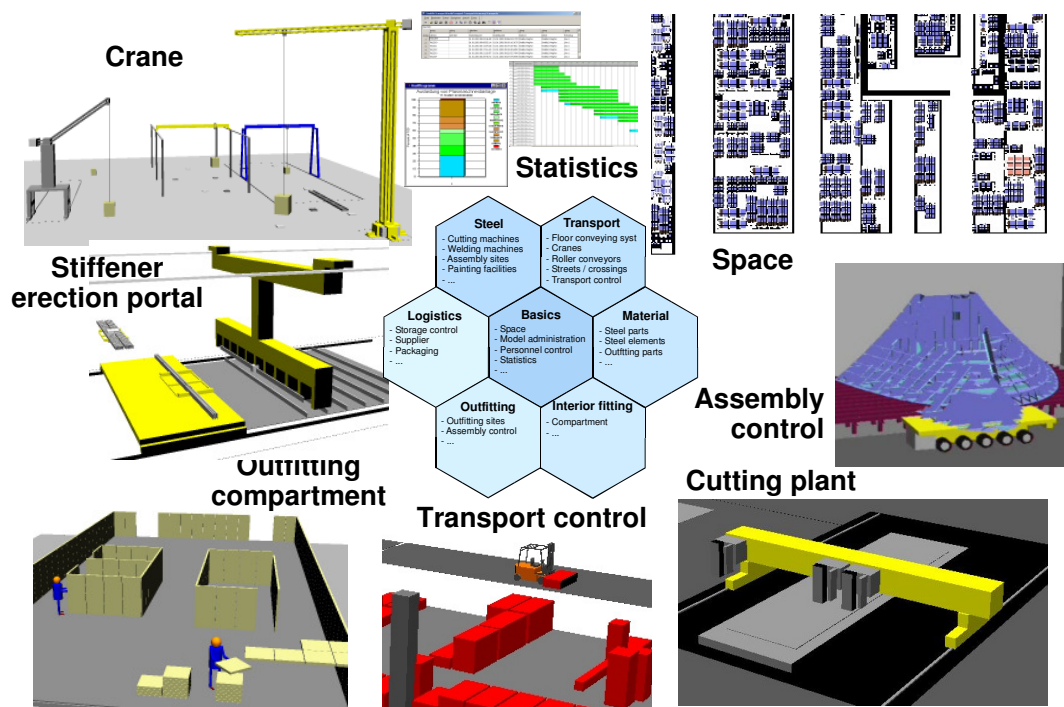 Crane
Statistics
Space
Stiffener
erection portal
Steel
- Cutting machines
- Welding machines
- Assembly sites
- Painting facilities
- ...
Transport
- Floor conveying syst
- Cranes
- Roller conveyors
- Streets / crossings
- Transport control
Logistics
- Storage control
- Supplier
- Packaging
- ...
Basics
- Space
- Model administration
- Personnel control
- Statistics
- ...
Material
- Steel parts
- Steel elements
- Outftting parts
- ...
Outfitting
- Outfitting sites
- Assembly control
- ...
Interior fitting
- Compartment
- ...
Assembly
control
Outfitting
compartment
Transport control
Cutting plant